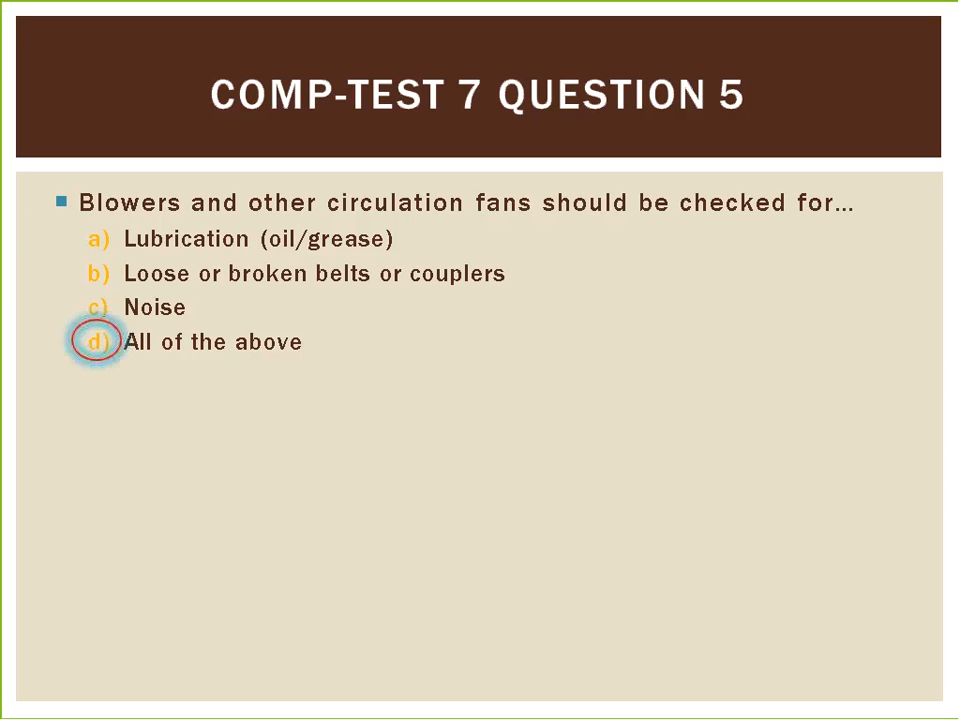 COMP-TEST 7 QUESTION 5
Blowers and other circulation fans should be checked for…
a) Lubrication (oil/grease)
b) Loose or broken belts or couplers
c) Noise
d) All of the above